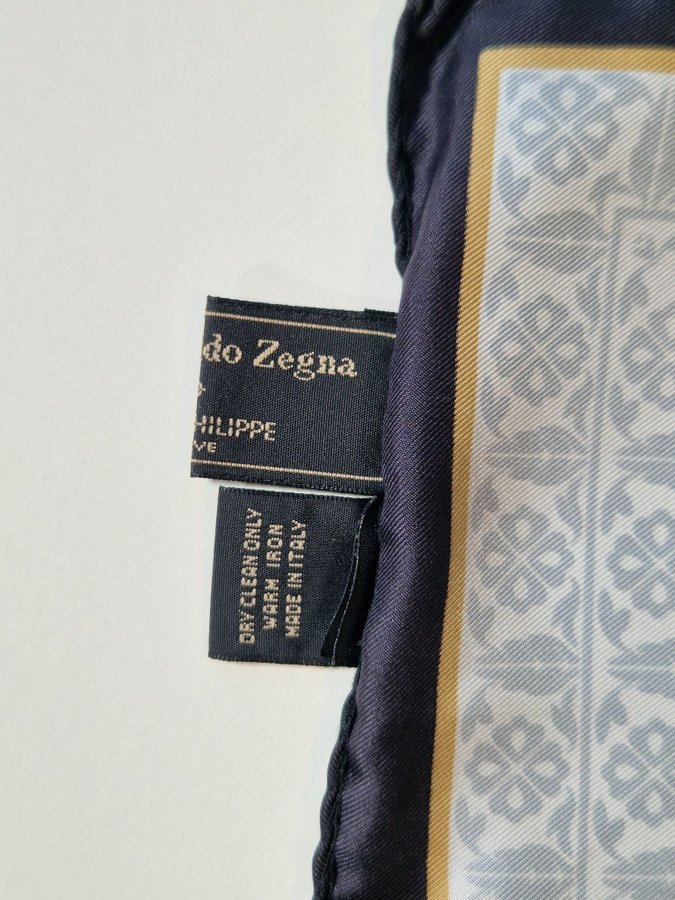 do Zegna
HILIPPE
VE
DRY CLEAN ONLY
WARM IRON
MADE IN ITALY